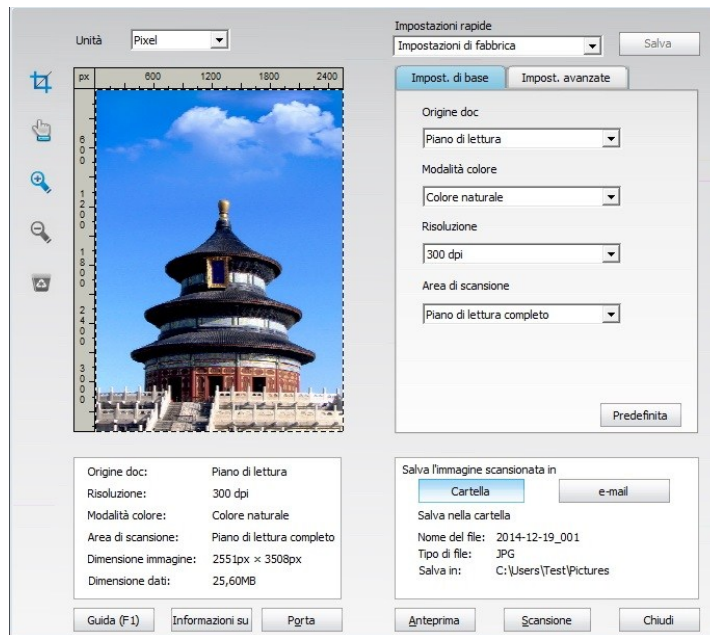 Unità Pixel
px 600 1200 1800 2400
600
1200
1800
2400
3000
Origine doc: Piano di lettura
Risoluzione: 300 dpi
Modalità colore: Colore naturale
Area di scansione: Piano di lettura completo
Dimensione immagine: 2551px × 3508px
Dimensione dati: 25,60MB
Guida (F1) Informazioni su Porta
Impostazioni rapide
Impostazioni di fabbrica Salva
Impost. di base Impost. avanzate
Origine doc
Piano di lettura
Modalità colore
Colore naturale
Risoluzione
300 dpi
Area di scansione
Piano di lettura completo
Predefinita
Salva l'immagine scansionata in
Cartella e-mail
Salva nella cartella
Nome del file: 2014-12-19_001
Tipo di file: JPG
Salva in: C:\Users\Test\Pictures
Anteprima Scansione Chiudi